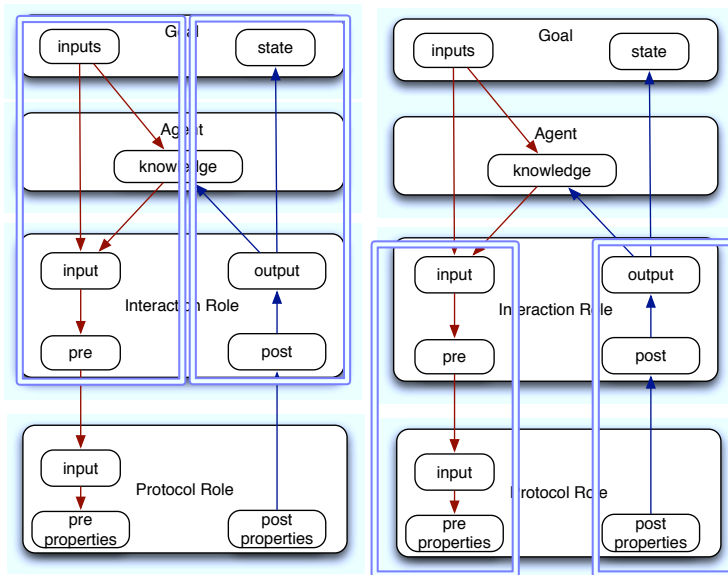 Goal
inputs
state
Agent
knowledge
input
output
Interaction Role
pre
post
input
Protocol Role
pre
properties
post
properties
Goal
inputs
state
Agent
knowledge
input
output
Interaction Role
pre
post
input
Protocol Role
pre
properties
post
properties